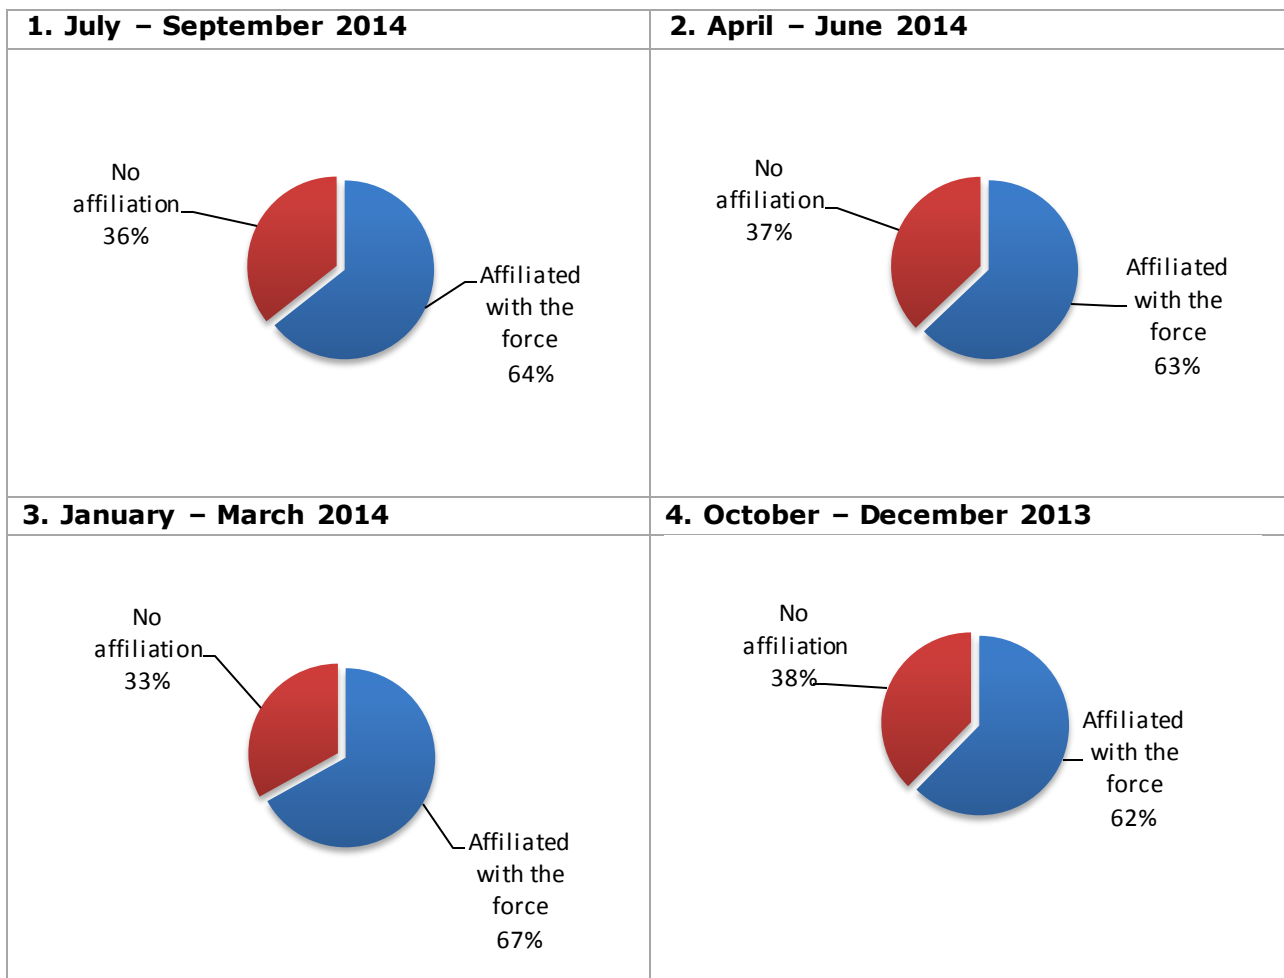 1. July – September 2014
2. April – June 2014
No
affiliation
36%
Affiliated
with the
force
64%
No
affiliation
37%
Affiliated
with the
force
63%
3. January – March 2014
4. October – December 2013
No
affiliation
33%
Affiliated
with the
force
67%
No
affiliation
38%
Affiliated
with the
force
62%